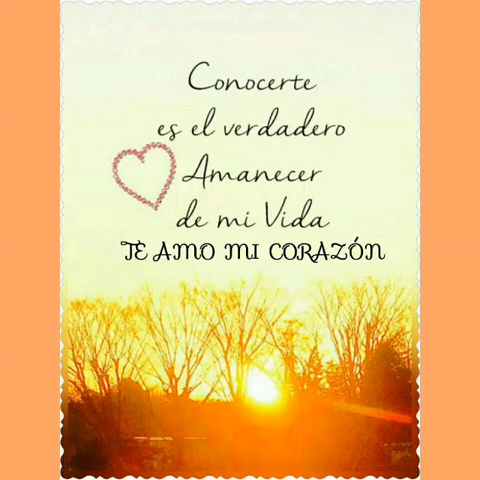 Conocerte
es el verdadero
Amanecer
de mi Vida
TE AMO MI CORAZÓN